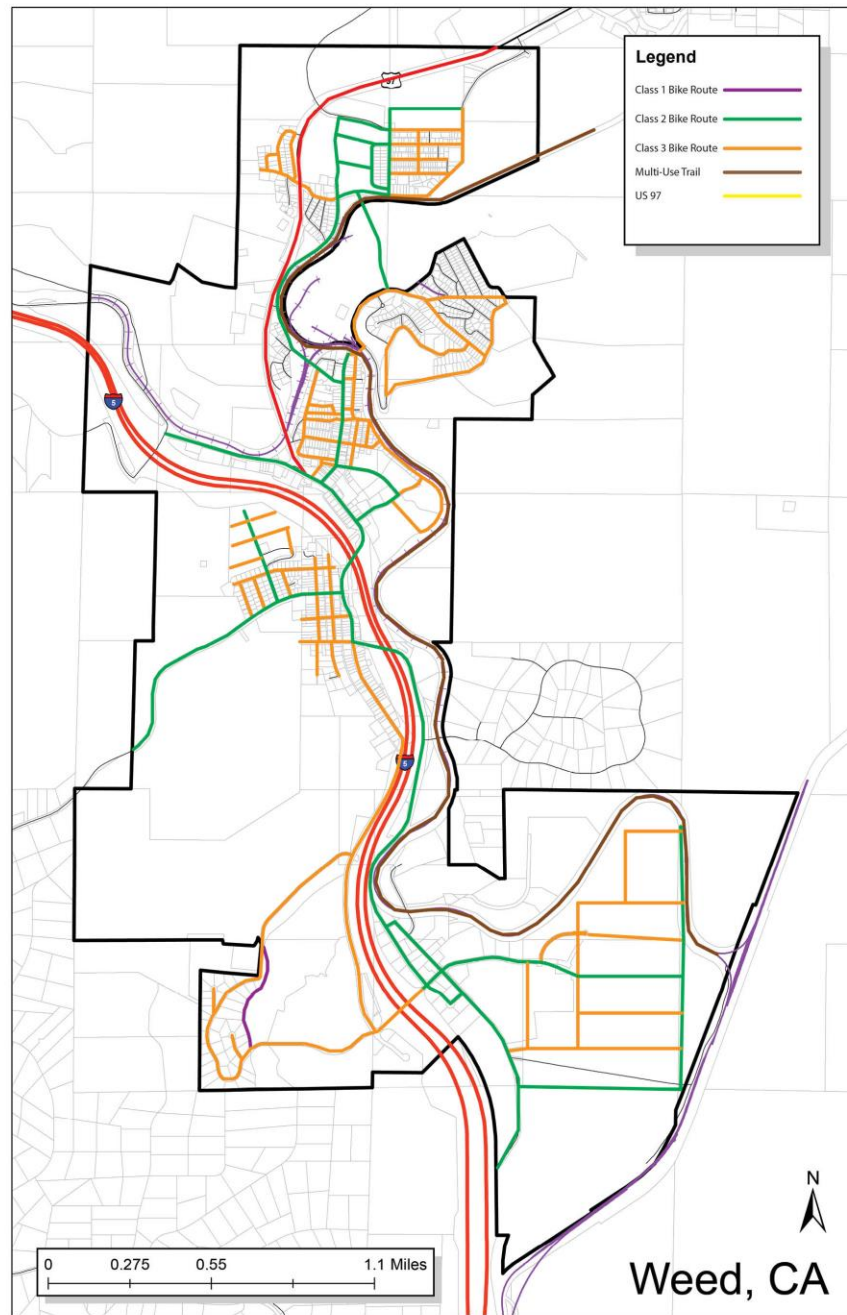 Legend
Class 1 Bike Route
Class 2 Bike Route
Class 3 Bike Route
Multi-Use Trail
US 97
97
5
5
N
0 0.275 0.55 1.1 Miles
Weed, CA